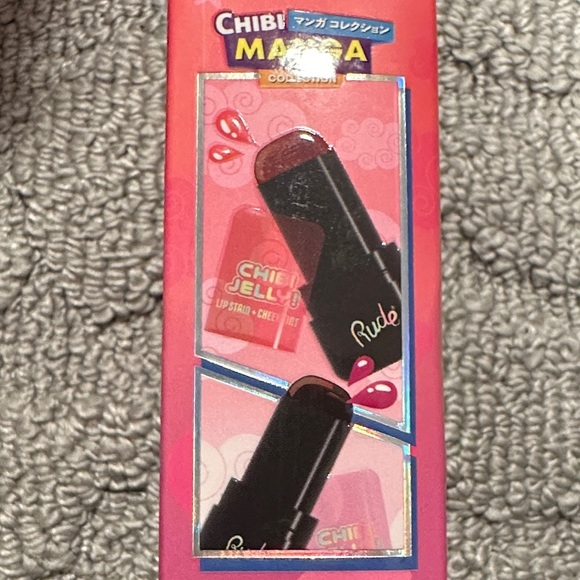 CHIBI マンガ コレクション
MANGA
COLLECTION
CHIBI
JELLY
LIP STAIN + CHEEK TINT
Rude
CHIBI